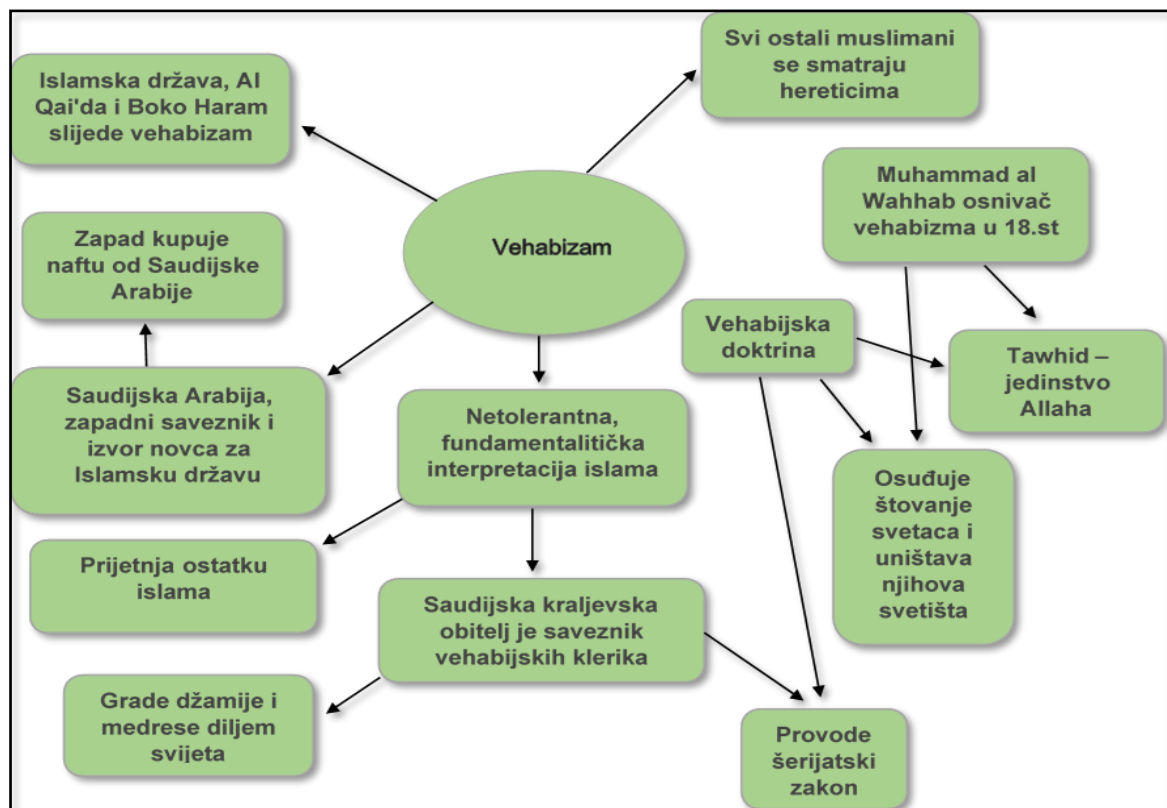 Islamska država, Al
Qai'da i Boko Haram
slijede vehabizam
Svi ostali muslimani
se smatraju
hereticima
Muhammad al
Wahhab osnivač
vehabizma u 18.st
Zapad kupuje
naftu od Saudijske
Arabije
Vehabizam
Vehabijska
doktrina
Tawhid –
jedinstvo
Allaha
Saudijska Arabija,
zapadni saveznik i
izvor novca za
Islamsku državu
Netolerantna,
fundamentalitička
interpretacija islama
Osuđuje
štovanje
svetaca i
uništava
njihova
svetišta
Prijetnja ostatku
islama
Saudijska kraljevska
obitelj je saveznik
vehabijskih klerika
Grade džamije i
medrese diljem
svijeta
Provode
šerijatski
zakon